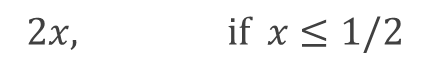 2x, if x ≤ 1/2